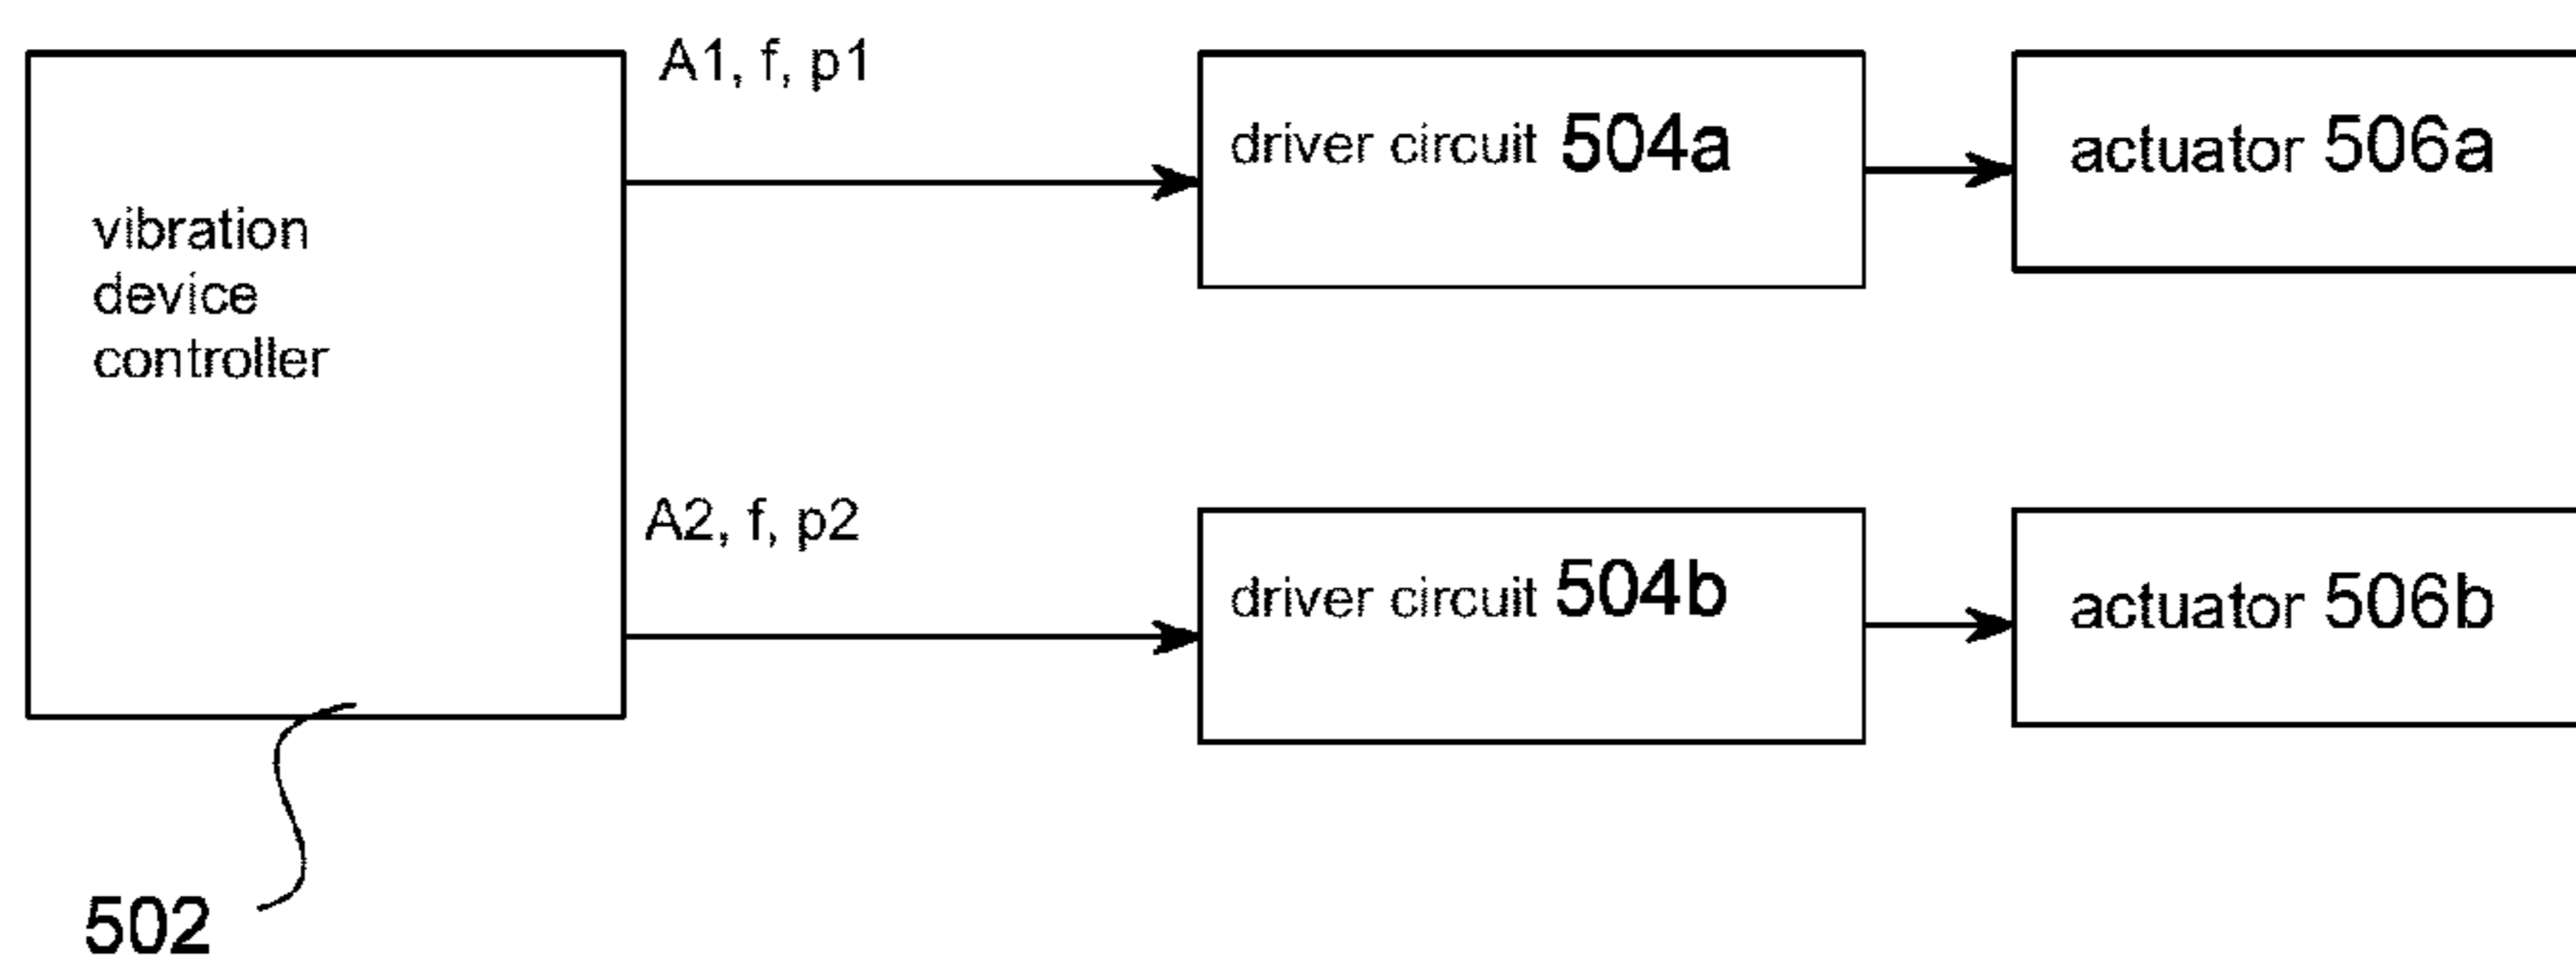 A1, f, p1
driver circuit 504a
actuator 506a
vibration
device
controller
A2, f, p2
driver circuit 504b
actuator 506b
502